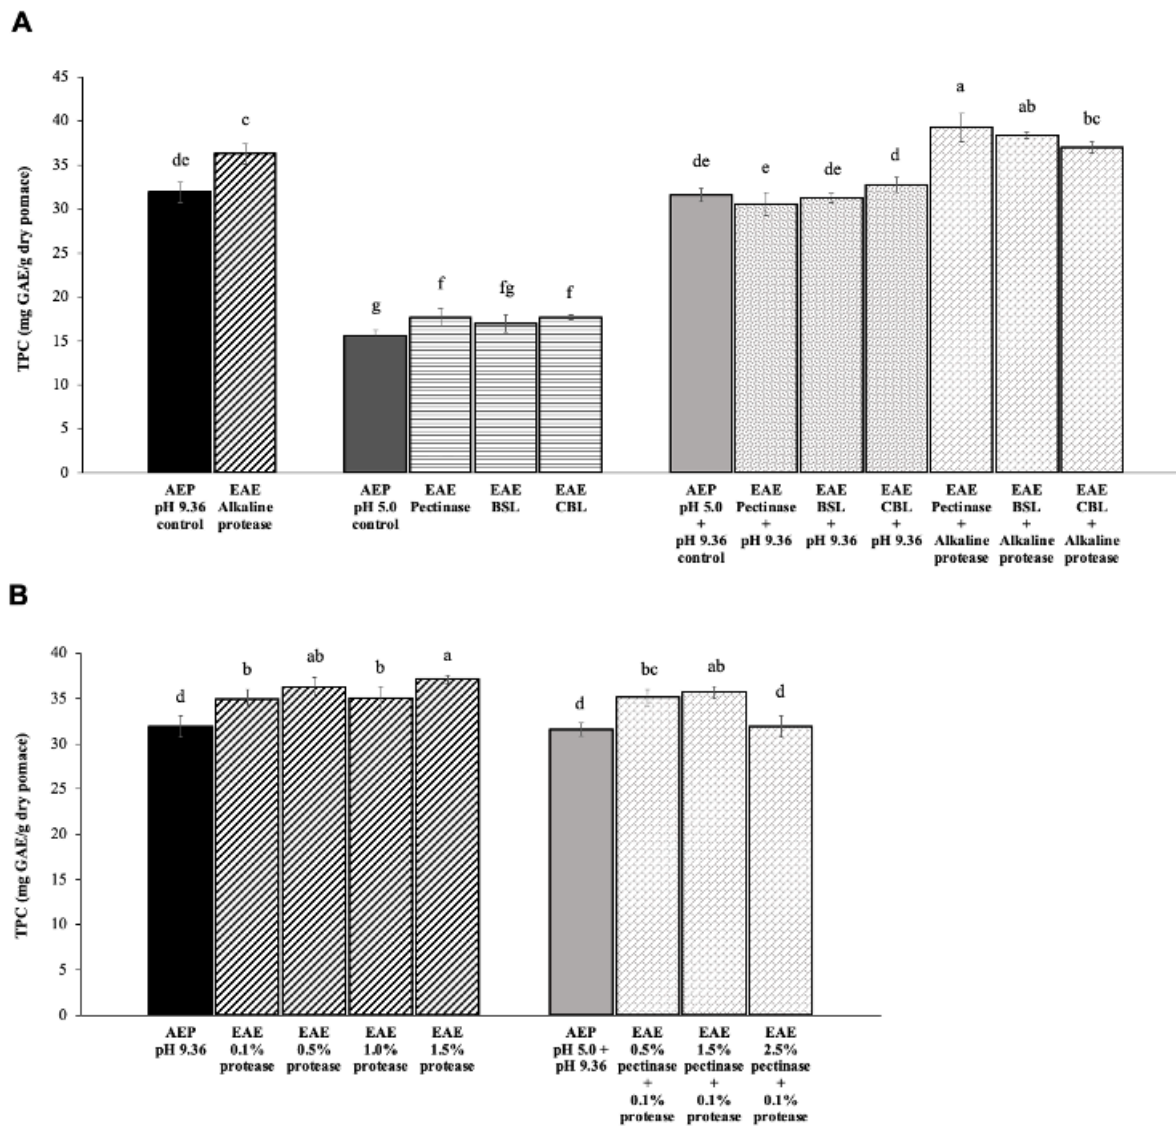 A
TPC (mg GAE/g dry pomace)
45
40
35
30
25
20
15
10
5
0
de
c
g
f
fg
f
de
e
de
d
a
ab
bc
AEP
pH 9.36
control
EAE
Alkaline
protease
AEP
pH 5.0
control
EAE
Pectinase
EAE
BSL
EAE
CBL
AEP
pH 5.0
+
pH 9.36
control
EAE
Pectinase
+
pH 9.36
EAE
BSL
+
pH 9.36
EAE
CBL
+
pH 9.36
EAE
Pectinase
+
Alkaline
protease
EAE
BSL
+
Alkaline
protease
EAE
CBL
+
Alkaline
protease
B
TPC (mg GAE/g dry pomace)
40
35
30
25
20
15
10
5
0
d
b
ab
b
a
d
bc
ab
d
AEP
pH 9.36
EAE
0.1%
protease
EAE
0.5%
protease
EAE
1.0%
protease
EAE
1.5%
protease
AEP
pH 5.0 +
pH 9.36
EAE
0.5%
pectinase
+
0.1%
protease
EAE
1.5%
pectinase
+
0.1%
protease
EAE
2.5%
pectinase
+
0.1%
protease